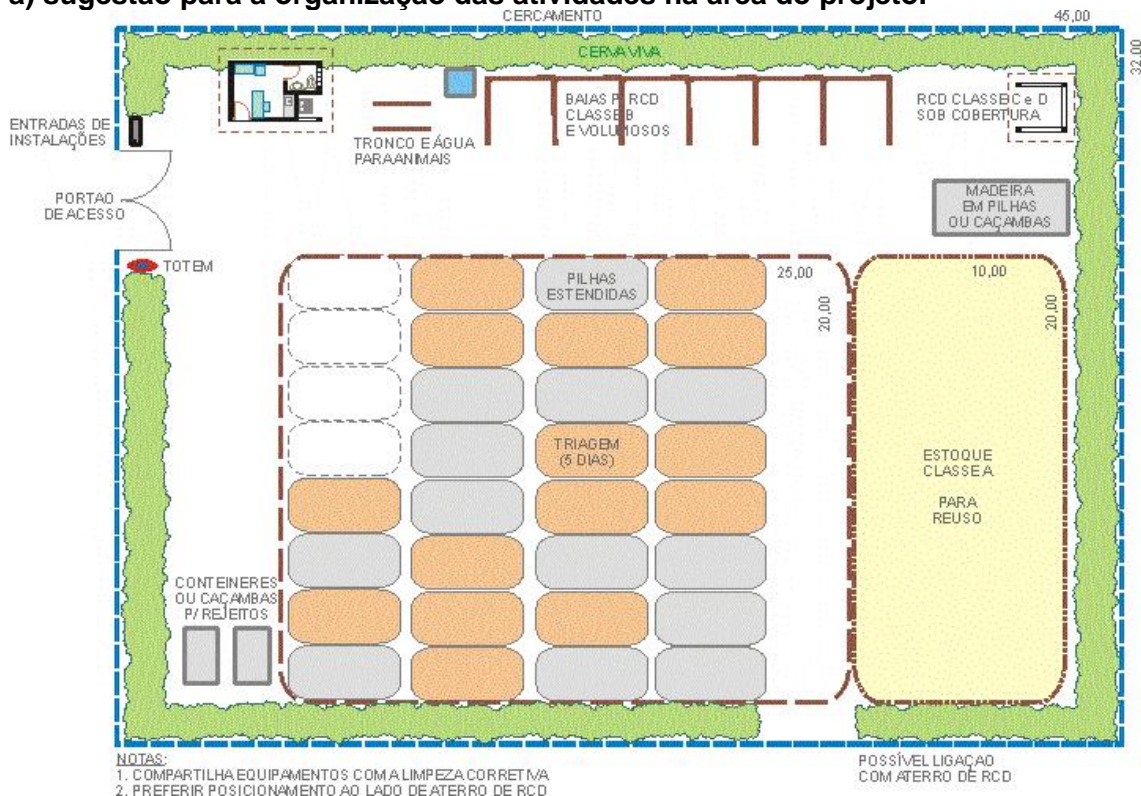 a) sugestão para a organização das atividades na área do projeto:
CERCAMENTO
45,00
32,00
CERVA VIVA
ENTRADAS DE
INSTALAÇÕES
TRONCO E ÁGUA
PARA ANIMAIS
BAIAS P/ RCD
CLASSE B
E VOLUMOSOS
RCD CLASSE C e D
SOB COBERTURA
PORTAO
DE ACESSO
MADEIRA
EM PILHAS
OU CAÇAMBAS
TOTEM
PILHAS
ESTENDIDAS
25,00
20,00
10,00
20,00
TRIAGEM
(5 DIAS)
ESTOQUE
CLASSE A
PARA
REUSO
CONTEINERES
OU CAÇAMBAS
P/ REJEITOS
NOTAS:
1. COMPARTILHA EQUIPAMENTOS COM A LIMPEZA CORRETIVA
2. PREFERIR POSICIONAMENTO AO LADO DE ATERRO DE RCD
POSSÍVEL LIGAÇAO
COM ATERRO DE RCD